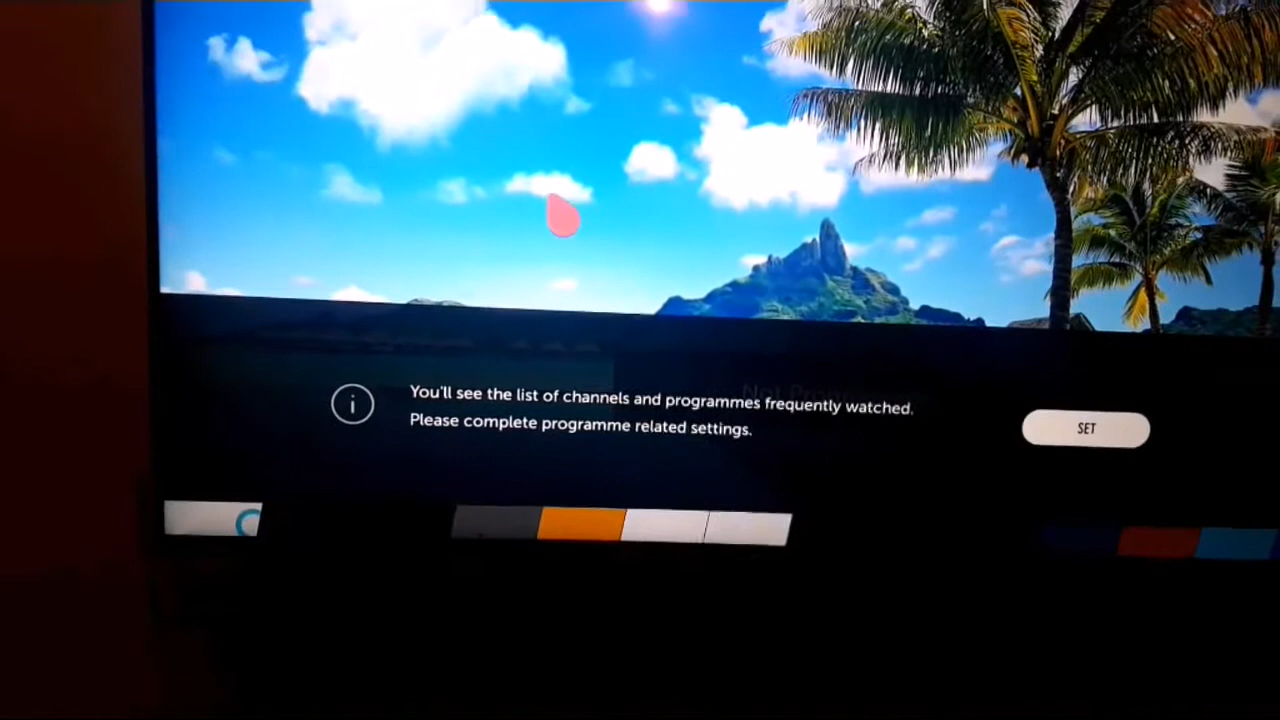 You'll see the list of channels and programmes frequently watched.
Please complete programme related settings.
SET